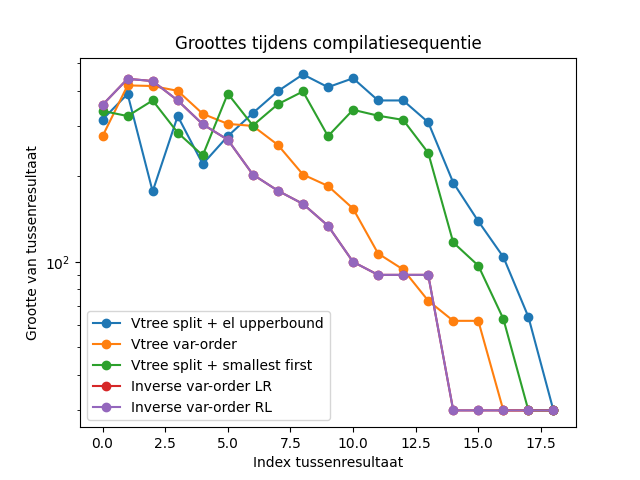 Groottes tijdens compilatiesequentie
Grootte van tussenresultaat
10²
Vtree split + el upperbound
Vtree var-order
Vtree split + smallest first
Inverse var-order LR
Inverse var-order RL
0.0 2.5 5.0 7.5 10.0 12.5 15.0 17.5
Index tussenresultaat